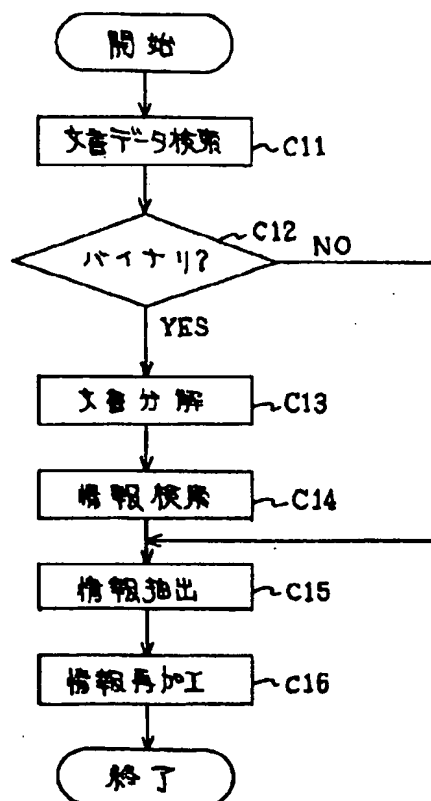 開始
文書データ検索
C11
バイナリ?
C12
NO
YES
文書分解
C13
情報検索
C14
情報抽出
C15
情報再加工
C16
終了